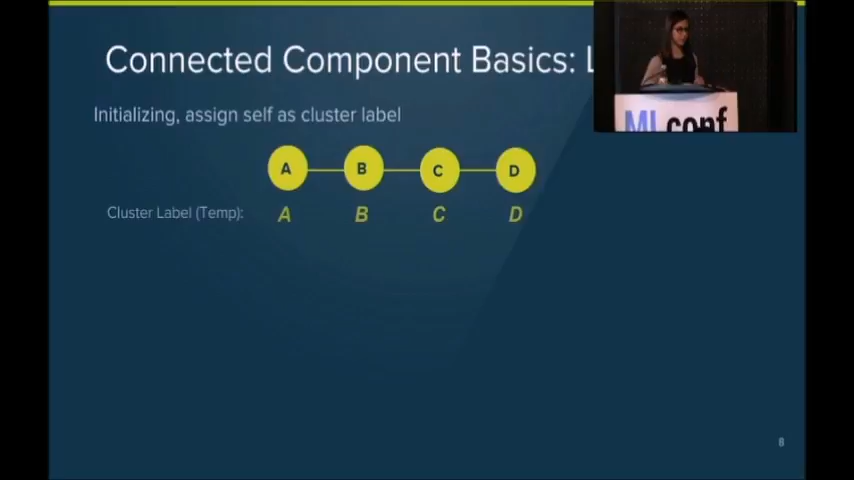 Connected Component Basics: L
Initializing, assign self as cluster label
A B C D
Cluster Label (Temp): A B C D
MLconf
8